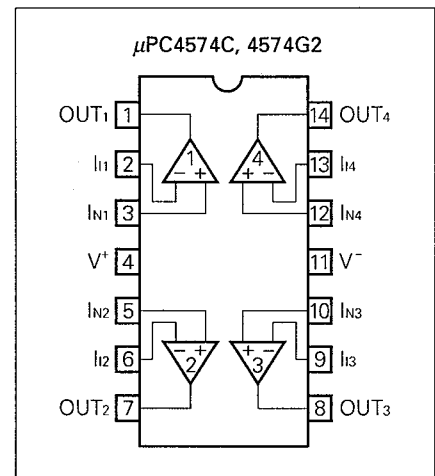 μPC4574C, 4574G2
OUT1 1 14 OUT4
1 4
II1 2 - + + - 13 II4
IN1 3 12 IN4
V+ 4 11 V-
IN2 5 10 IN3
II2 6 - + + - 9 II3
2 3
OUT2 7 8 OUT3